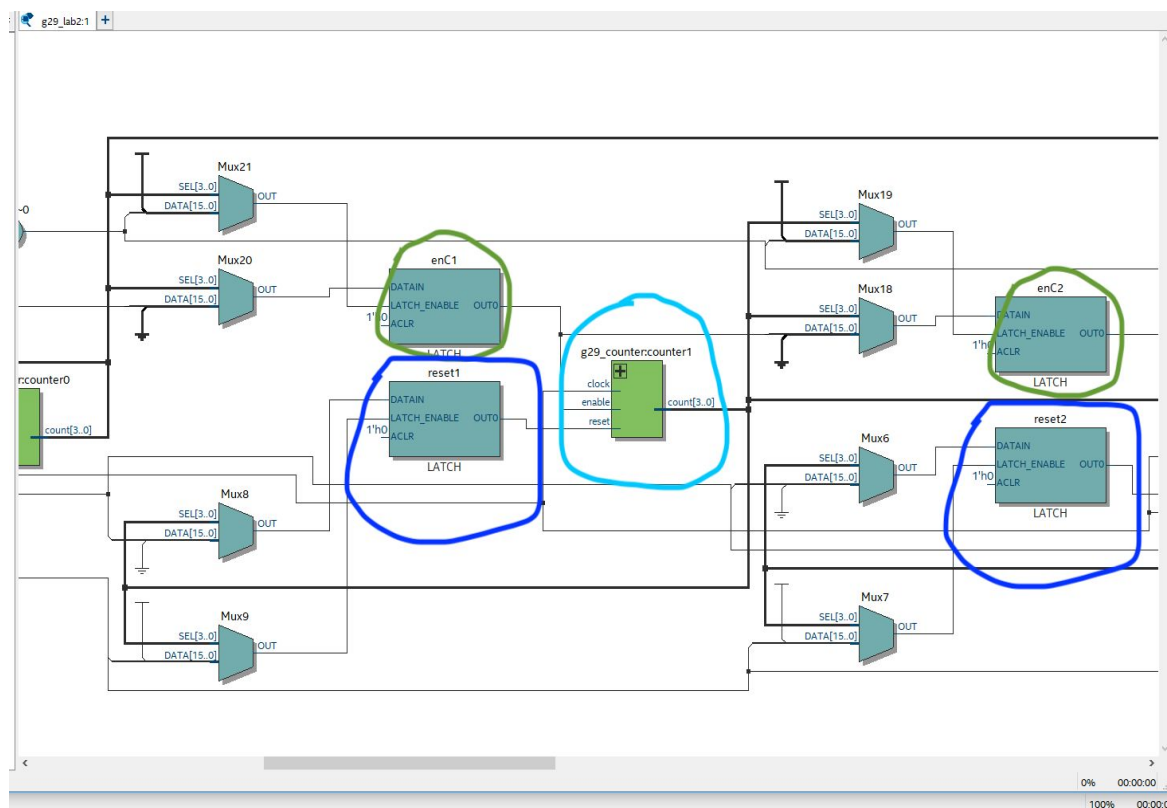 g29_lab2:1
Mux21
SEL[3..0]
DATA[15..0]
OUT
~0
Mux20
SEL[3..0]
DATA[15..0]
OUT
enC1
DATAIN
LATCH_ENABLE
OUT0
1'h0
ACLR
LATCH
reset1
DATAIN
LATCH_ENABLE
OUT0
1'h0
ACLR
LATCH
r:counter0
count[3..0]
Mux8
SEL[3..0]
DATA[15..0]
OUT
Mux9
SEL[3..0]
DATA[15..0]
OUT
g29_counter:counter1
clock
enable
reset
count[3..0]
Mux19
SEL[3..0]
DATA[15..0]
OUT
Mux18
SEL[3..0]
DATA[15..0]
OUT
enC2
DATAIN
LATCH_ENABLE
OUT0
1'h0
ACLR
LATCH
Mux6
SEL[3..0]
DATA[15..0]
OUT
reset2
DATAIN
LATCH_ENABLE
OUT0
1'h0
ACLR
LATCH
Mux7
SEL[3..0]
DATA[15..0]
OUT
0% 00:00:00
100% 00:00:0